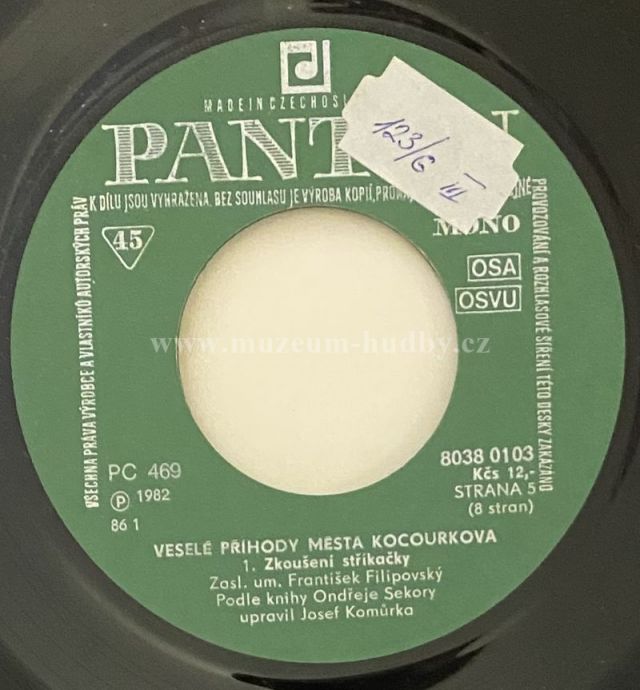 MADE IN CZECHOSL
PANT T
123/G III
K DÍLU JSOU VYHRAŽENA. BEZ SOUHLASU JE VÝROBA KOPIÍ,
VŠECHNA PRÁVA VÝROBCE A VLASTNÍKŮ AUTORSKÝCH PRÁV
PROVOZOVÁNÍ A ROZHLASOVÉ ŠÍŘENÍ TÉTO DESKY ZAKÁZÁNO
45
MONO
OSA
OSVU
www.muzeum-hudby.cz
PC 469
℗ 1982
86 1
8038 0103
Kčs 12,-
STRANA 5
(8 stran)
VESELÉ PŘÍHODY MĚSTA KOCOURKOVA
1. Zkoušení stříkačky
Zasl. um. František Filipovský
Podle knihy Ondřeje Sekory
upravil Josef Komůrka